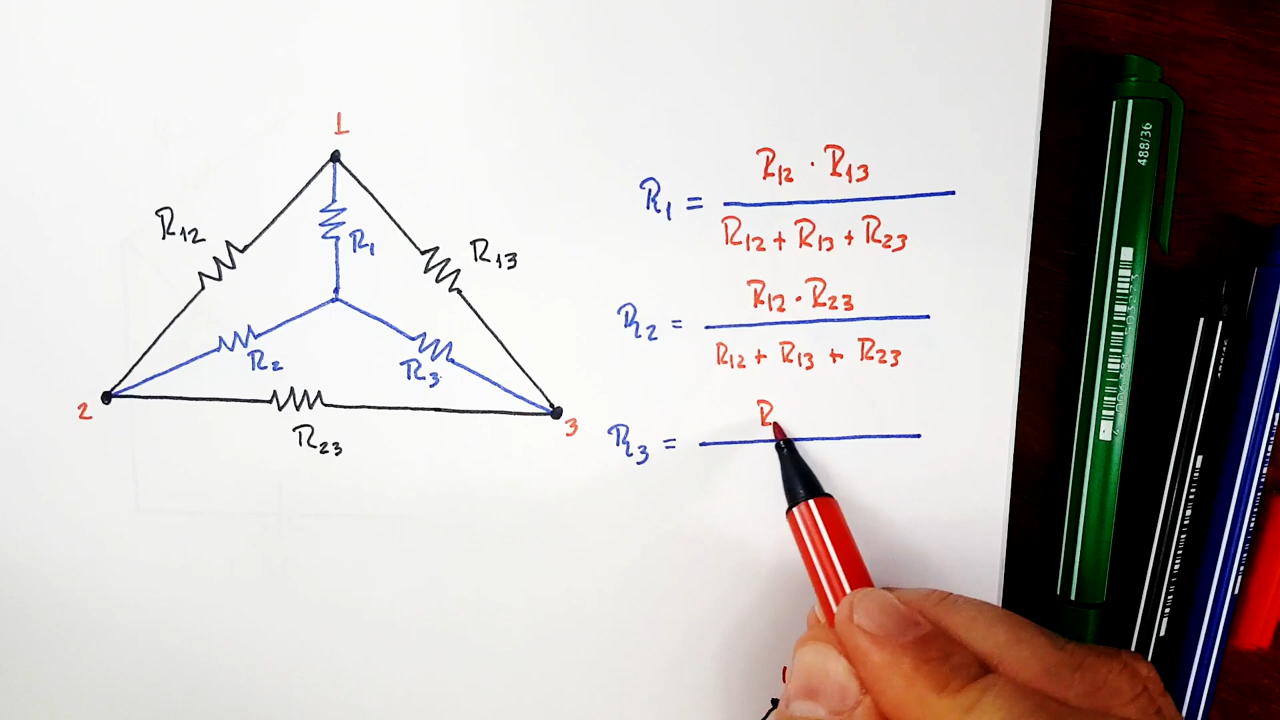 1
R12
R1
R13
R2
R3
2
R23
3
R1 = R12 · R13
R12 + R13 + R23
R2 = R12 · R23
R12 + R13 + R23
R3 = R
488/36